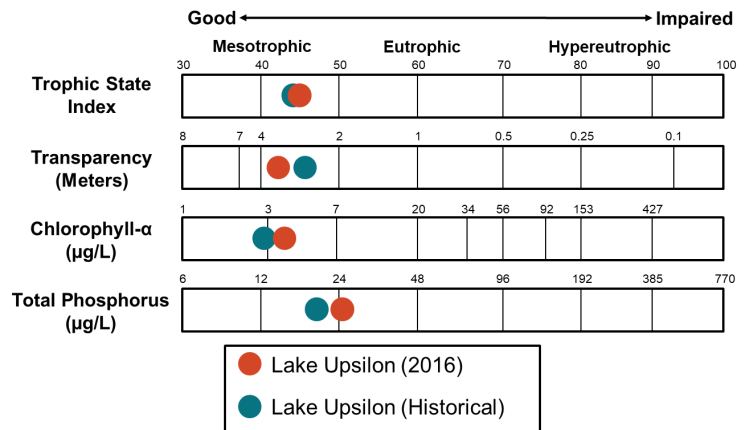 Good Impaired
Mesotrophic Eutrophic Hypereutrophic
30 40 50 60 70 80 90 100
Trophic State
Index
8 7 4 2 1 0.5 0.25 0.1
Transparency
(Meters)
1 3 7 20 34 56 92 153 427
Chlorophyll-α
(µg/L)
6 12 24 48 96 192 385 770
Total Phosphorus
(µg/L)
Lake Upsilon (2016)
Lake Upsilon (Historical)